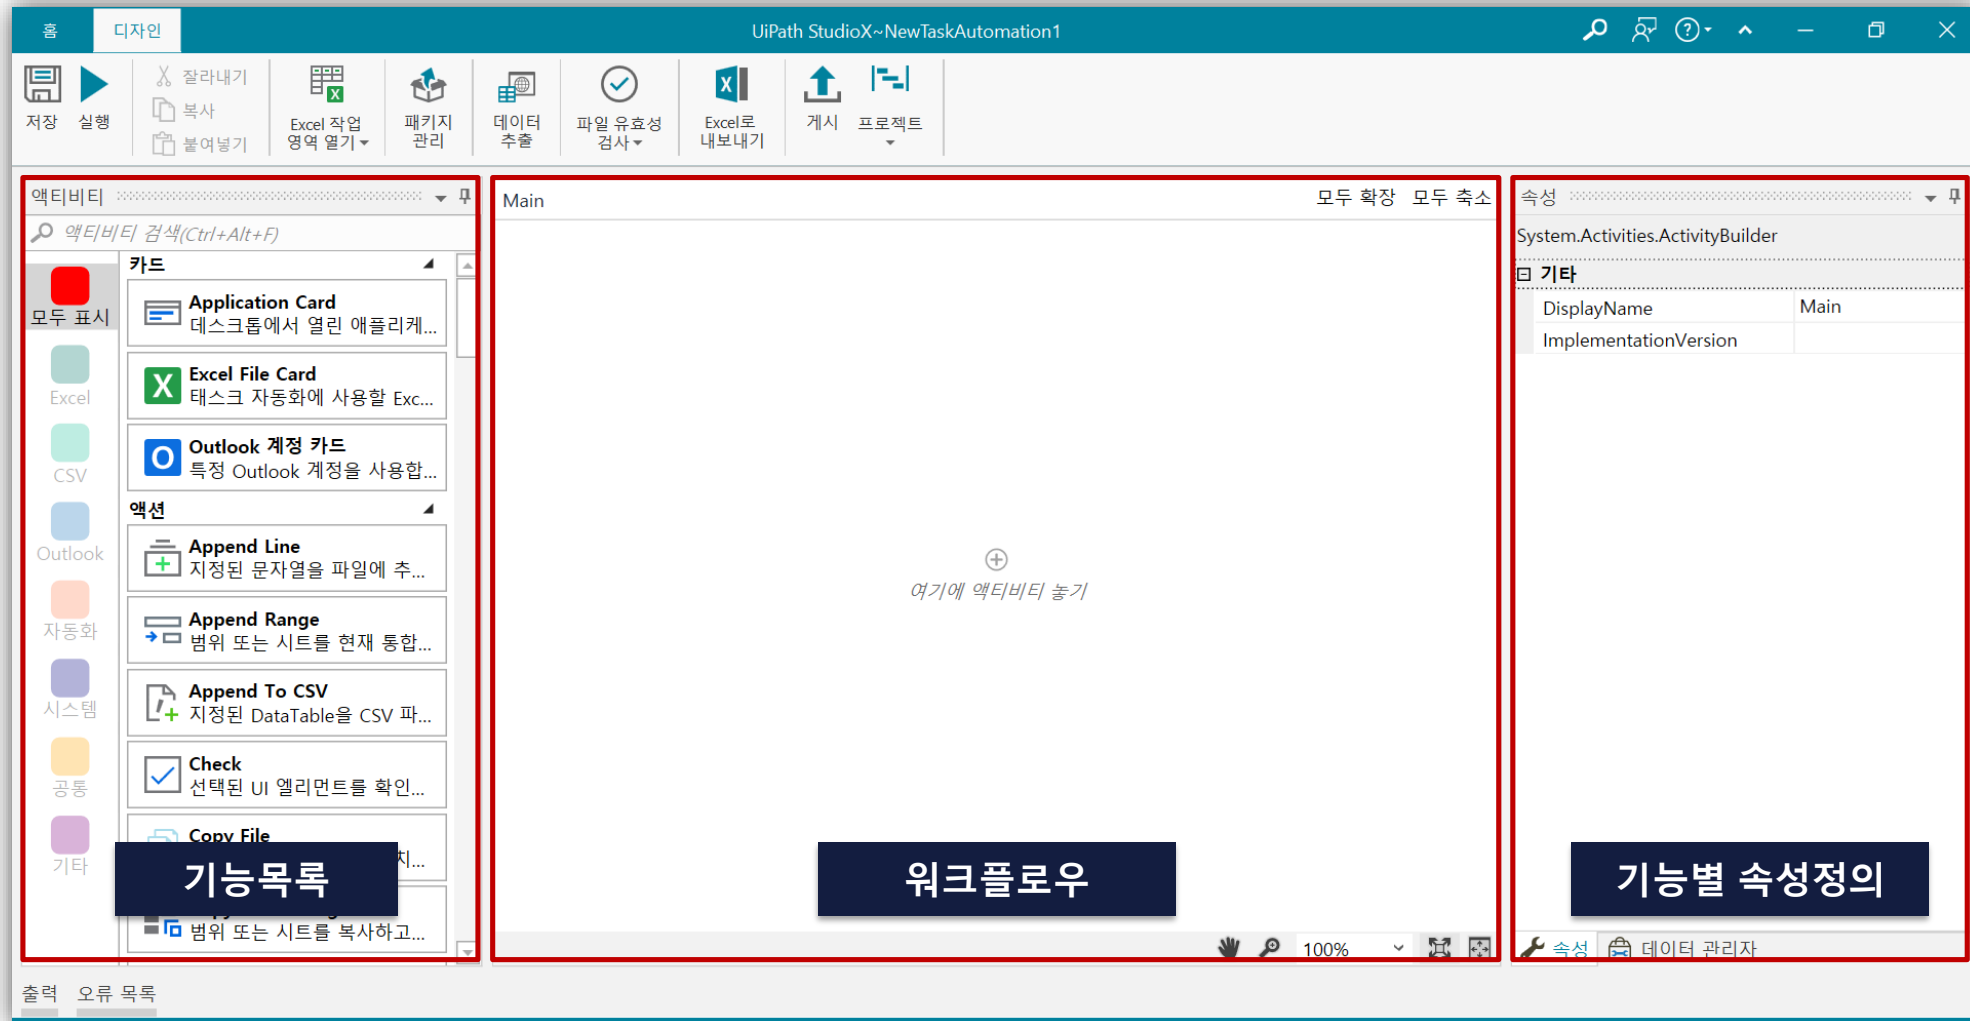 홈
디자인
UiPath StudioX~NewTaskAutomation1
저장
실행
잘라내기
복사
붙여넣기
Excel 작업
영역 열기
패키지
관리
데이터
추출
파일 유효성
검사
Excel로
내보내기
게시
프로젝트
액티비티
액티비티 검색(Ctrl+Alt+F)
모두 표시
Excel
CSV
Outlook
자동화
시스템
공통
기타
카드
Application Card
데스크톱에서 열린 애플리케...
Excel File Card
태스크 자동화에 사용할 Exc...
Outlook 계정 카드
특정 Outlook 계정을 사용합...
액션
Append Line
지정된 문자열을 파일에 추...
Append Range
범위 또는 시트를 현재 통합...
Append To CSV
지정된 DataTable을 CSV 파...
Check
선택된 UI 엘리먼트를 확인...
Copy File
기능목록
범위 또는 시트를 복사하고...
Main
모두 확장 모두 축소
여기에 액티비티 놓기
워크플로우
100%
속성
System.Activities.ActivityBuilder
기타
DisplayName Main
ImplementationVersion
기능별 속성정의
속성
데이터 관리자
출력
오류 목록